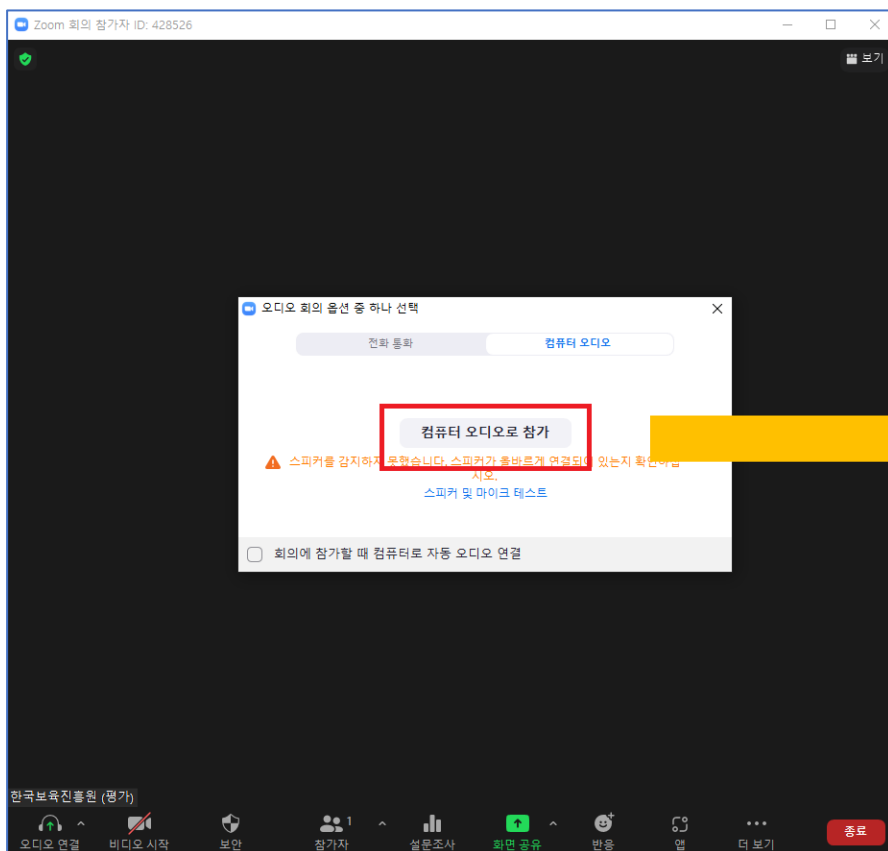 Zoom 회의 참가자 ID: 428526
보기
오디오 회의 옵션 중 하나 선택
전화 통화
컴퓨터 오디오
컴퓨터 오디오로 참가
스피커를 감지하지 못했습니다. 스피커가 올바르게 연결되어 있는지 확인하십
시오.
스피커 및 마이크 테스트
회의에 참가할 때 컴퓨터로 자동 오디오 연결
한국보육진흥원 (평가)
1
오디오 연결
비디오 시작
보안
참가자
설문조사
화면 공유
반응
앱
더 보기
종료